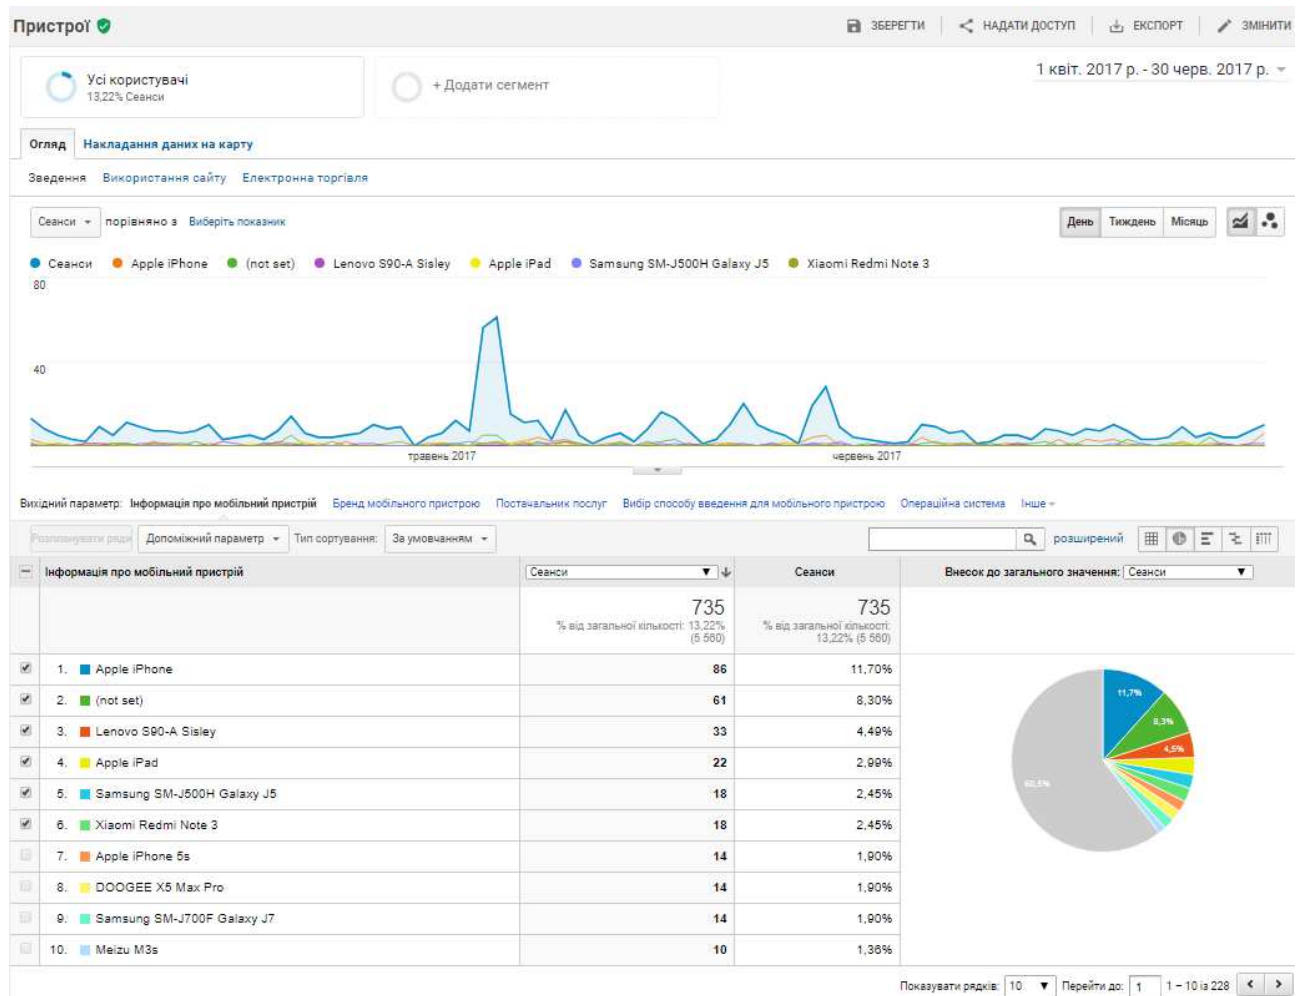 Пристрої
ЗБЕРЕГТИ
НАДАТИ ДОСТУП
ЕКСПОРТ
ЗМІНИТИ
Усі користувачі
13,22% Сеанси
+ Додати сегмент
1 квіт. 2017 р. - 30 черв. 2017 р.
Огляд Накладання даних на карту
Зведення Використання сайту Електронна торгівля
Сеанси порівняно з Виберіть показник
День Тиждень Місяць
Сеанси Apple iPhone (not set) Lenovo S90-A Sisley Apple iPad Samsung SM-J500H Galaxy J5 Xiaomi Redmi Note 3
80
40
травень 2017 червень 2017
Вихідний параметр: Інформація про мобільний пристрій Бренд мобільного пристрою Постачальник послуг Вибір способу введення для мобільного пристрою Операційна система Інше
Розпланувати ряди Допоміжний параметр Тип сортування: За умовчанням розширений
Інформація про мобільний пристрій Сеанси Сеанси Внесок до загального значення: Сеанси
735 735
% від загальної кількості: 13,22% % від загальної кількості:
(5 560) 13,22% (5 560)
1. Apple iPhone 86 11,70%
2. (not set) 61 8,30%
3. Lenovo S90-A Sisley 33 4,49%
4. Apple iPad 22 2,99%
5. Samsung SM-J500H Galaxy J5 18 2,45%
6. Xiaomi Redmi Note 3 18 2,45%
7. Apple iPhone 5s 14 1,90%
8. DOOGEE X5 Max Pro 14 1,90%
9. Samsung SM-J700F Galaxy J7 14 1,90%
10. Meizu M3s 10 1,36%
11,7%
8,3%
4,5%
60,5%
Показувати рядків: 10 Перейти до: 1 1 – 10 із 228